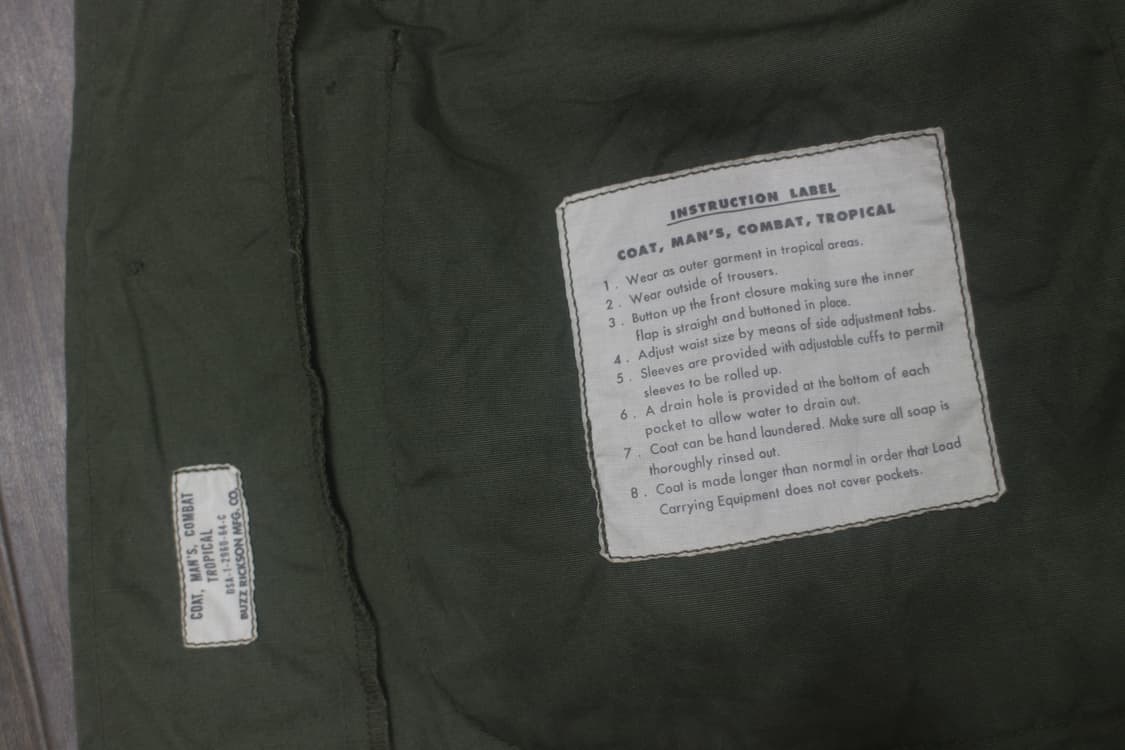 INSTRUCTION LABEL
COAT, MAN'S, COMBAT, TROPICAL
1. Wear as outer garment in tropical areas.
2. Wear outside of trousers.
3. Button up the front closure making sure the inner
flap is straight and buttoned in place.
4. Adjust waist size by means of side adjustment tabs.
5. Sleeves are provided with adjustable cuffs to permit
sleeves to be rolled up.
6. A drain hole is provided at the bottom of each
pocket to allow water to drain out.
7. Coat can be hand laundered. Make sure all soap is
thoroughly rinsed out.
8. Coat is made longer than normal in order that Load
Carrying Equipment does not cover pockets.
COAT, MAN'S, COMBAT
TROPICAL
DSA-1-2960-64-C
BUZZ RICKSON MFG. CO.